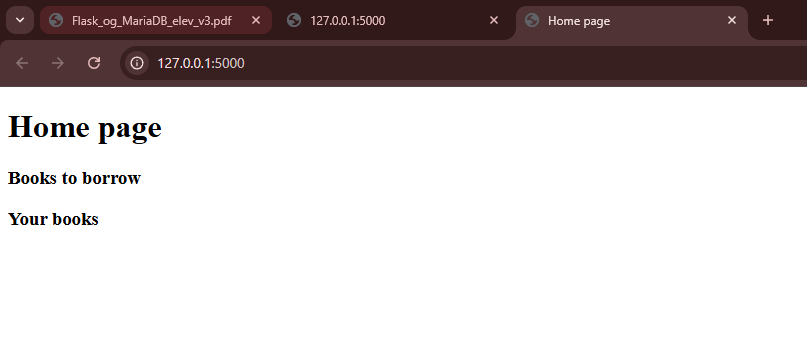 Flask_og_MariaDB_elev_v3.pdf
127.0.0.1:5000
Home page
127.0.0.1:5000
Home page
Books to borrow
Your books